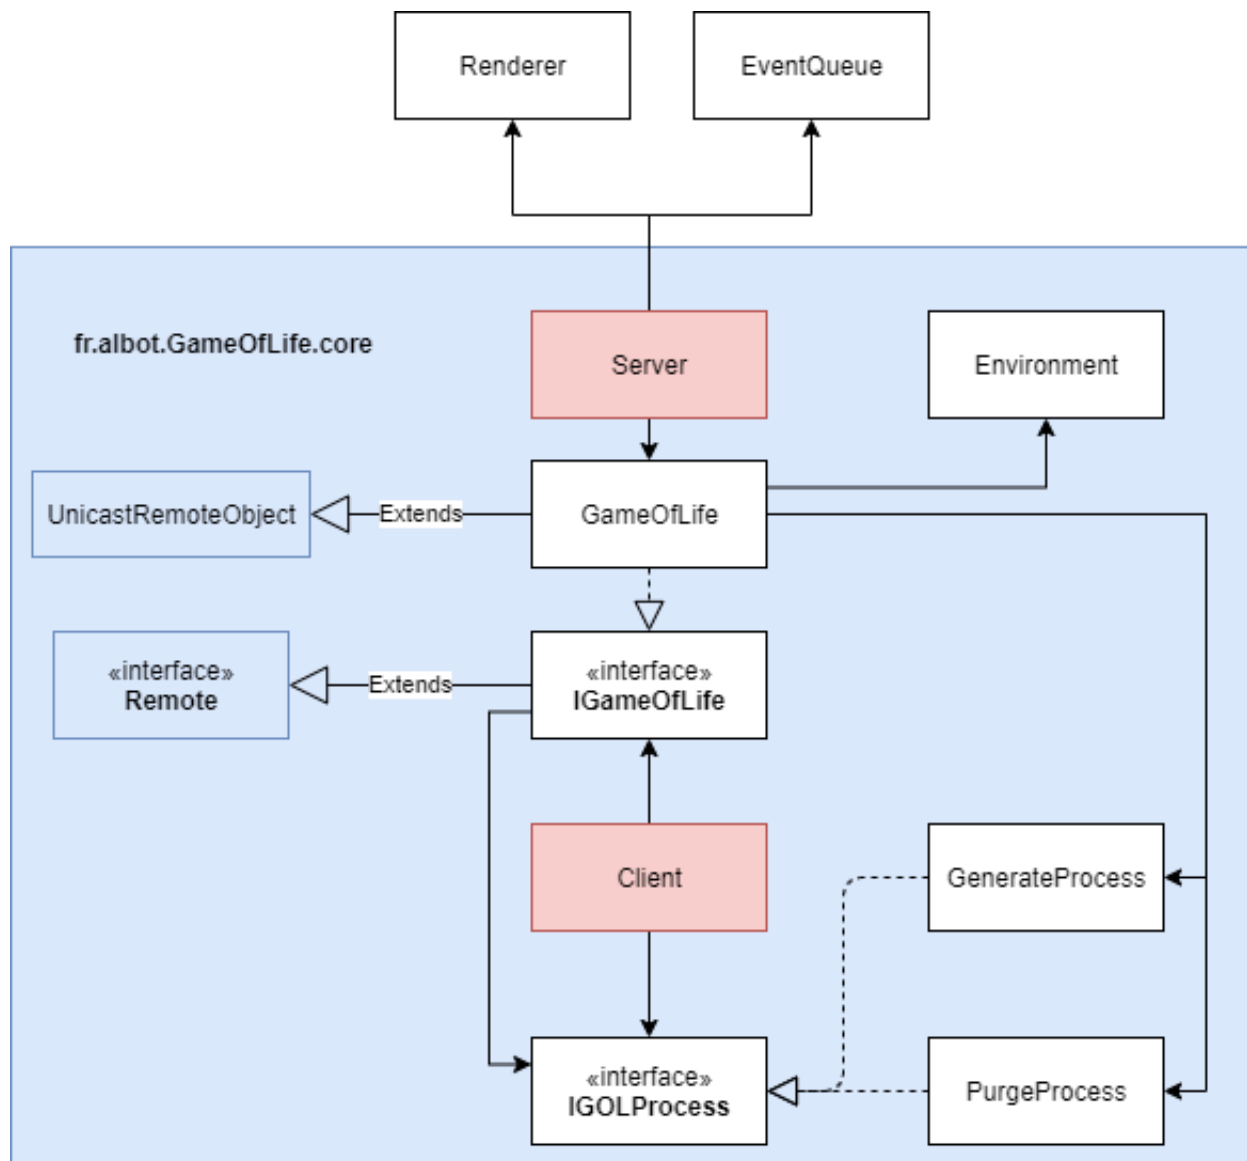 Renderer
EventQueue
fr.albot.GameOfLife.core
Server
Environment
UnicastRemoteObject
Extends
GameOfLife
«interface»
Remote
Extends
«interface»
IGameOfLife
Client
GenerateProcess
«interface»
IGOLProcess
PurgeProcess